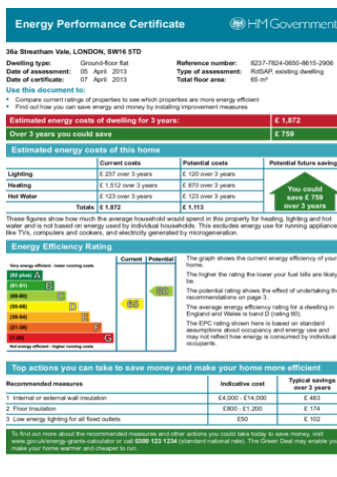 Energy Performance Certificate
HM Government
36a Streatham Vale, LONDON, SW16 5TD
Dwelling type: Ground-floor flat
Date of assessment: 05 April 2013
Date of certificate: 07 April 2013
Reference number: 8237-7824-0650-8615-2906
Type of assessment: RdSAP, existing dwelling
Total floor area: 65 m²
Use this document to:
• Compare current ratings of properties to see which properties are more energy efficient
• Find out how you can save energy and money by installing improvement measures
Estimated energy costs of dwelling for 3 years: £ 1,872
Over 3 years you could save £ 759
Estimated energy costs of this home
Current costs Potential costs Potential future saving
Lighting £ 237 over 3 years £ 120 over 3 years
Heating £ 1,512 over 3 years £ 870 over 3 years
Hot Water £ 123 over 3 years £ 123 over 3 years
Totals £ 1,872 £ 1,113
You could
save £ 759
over 3 years
These figures show how much the average household would spend in this property for heating, lighting and hot
water and is not based on energy used by individual households. This excludes energy use for running appliance
like TVs, computers and cookers, and electricity generated by microgeneration.
Energy Efficiency Rating
Current Potential
Very energy efficient - lower running costs
(92 plus) A
(81-91) B
(69-80) C
(55-68) D
(39-54) E
(21-38) F
(1-20) G
Not energy efficient - higher running costs
65
The graph shows the current energy efficiency of your
home.
The higher the rating the lower your fuel bills are likely
be.
The potential rating shows the effect of undertaking th
recommendations on page 3.
The average energy efficiency rating for a dwelling in
England and Wales is band D (rating 60).
The EPC rating shown here is based on standard
assumptions about occupancy and energy use and
may not reflect how energy is consumed by individual
occupants.
Top actions you can take to save money and make your home more efficient
Recommended measures Indicative cost Typical savings
over 3 years
1 Internal or external wall insulation £4,000 - £14,000 £ 483
2 Floor Insulation £800 - £1,200 £ 174
3 Low energy lighting for all fixed outlets £50 £ 102
To find out more about the recommended measures and other actions you could take today to save money, visit
www.gov.uk/energy-grants-calculator or call 0300 123 1234 (standard national rate). The Green Deal may enable yo
make your home warmer and cheaper to run.